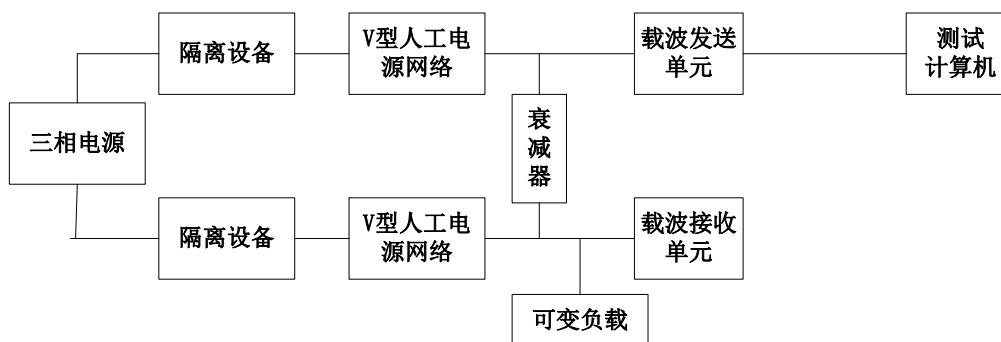 隔离设备
V型人工电
源网络
载波发送
单元
测试
计算机
三相电源
衰
减
器
隔离设备
V型人工电
源网络
载波接收
单元
可变负载